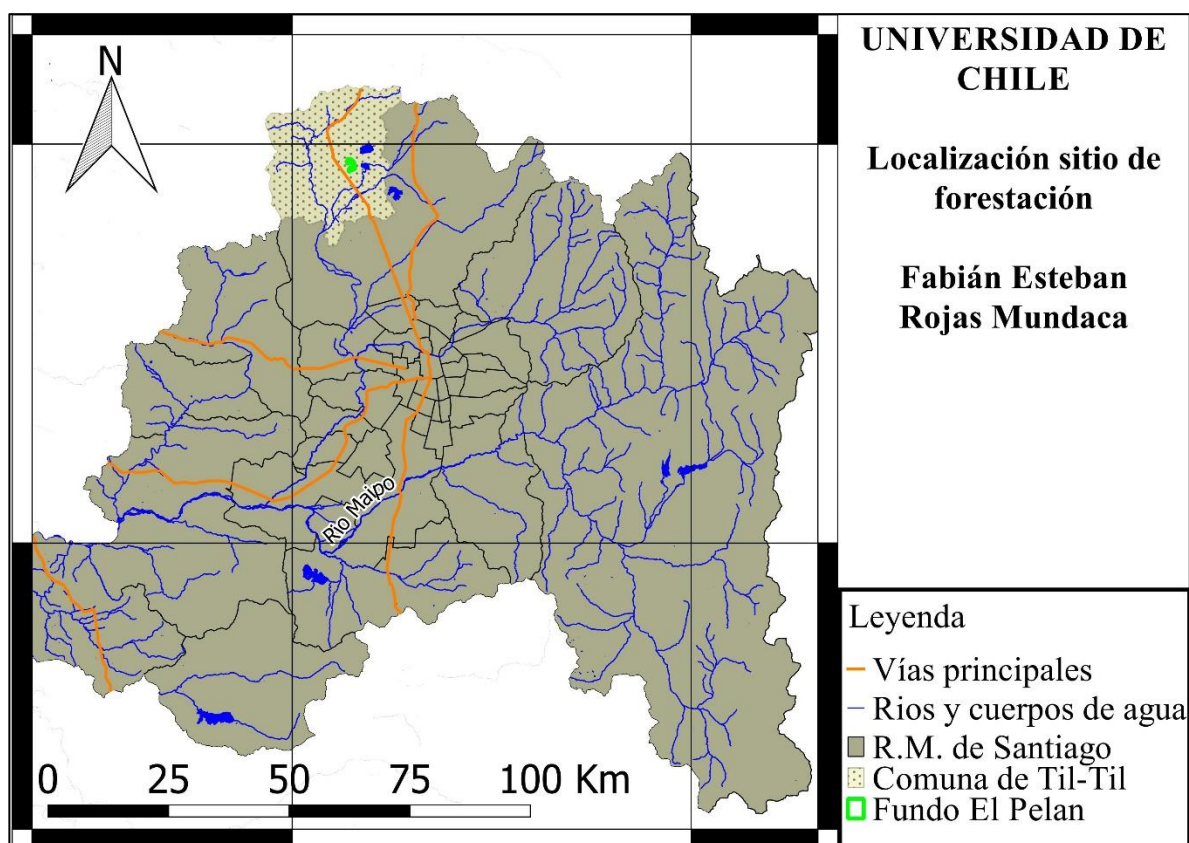 N
Rio Maipo
0 25 50 75 100 Km
UNIVERSIDAD DE
CHILE
Localización sitio de
forestación
Fabián Esteban
Rojas Mundaca
Leyenda
Vías principales
Rios y cuerpos de agua
R.M. de Santiago
Comuna de Til-Til
Fundo El Pelan